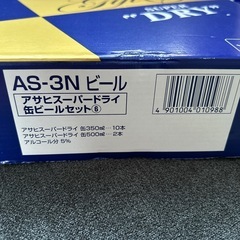 "SUPER
DRY"
AS-3N ビール
アサヒスーパードライ
缶ビールセット⑥
アサヒスーパードライ 缶350㎖…10本
アサヒスーパードライ 缶500㎖…2本
アルコール分 5%
4 901004 010988